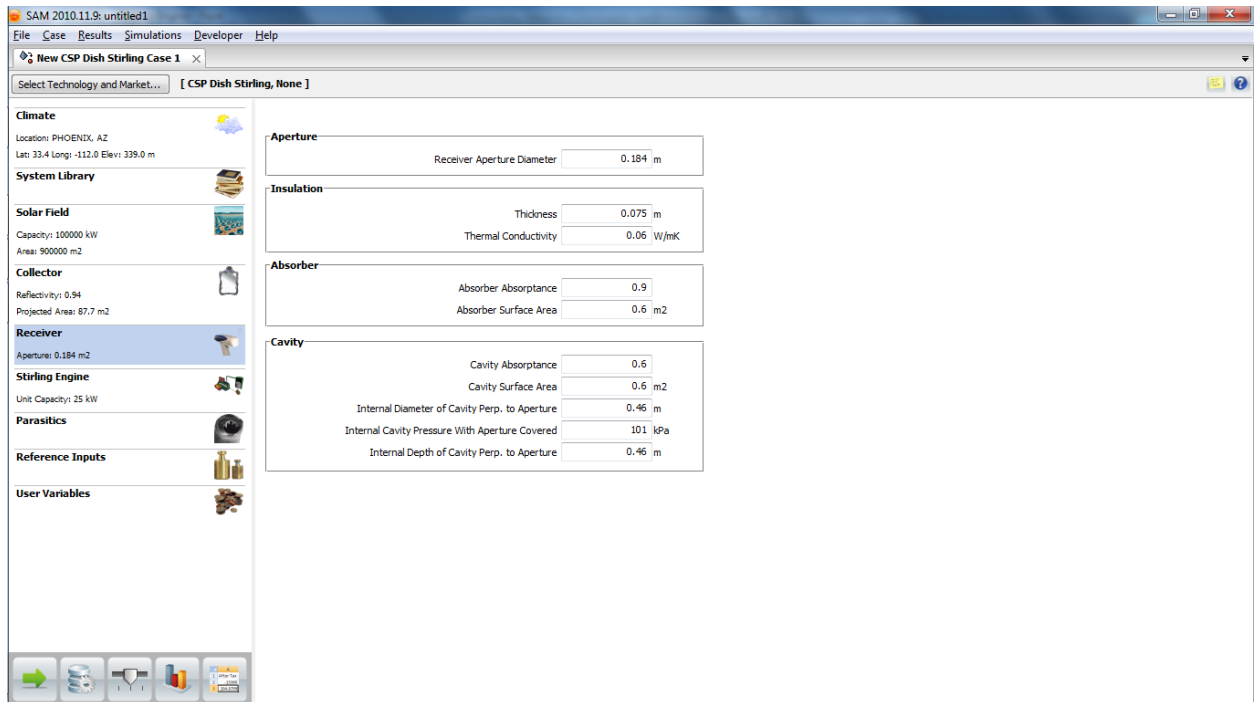 SAM 2010.11.9: untitled1
File Case Results Simulations Developer Help
New CSP Dish Stirling Case 1
Select Technology and Market... [ CSP Dish Stirling, None ]
Climate
Location: PHOENIX, AZ
Lat: 33.4 Long: -112.0 Elev: 339.0 m
System Library
Solar Field
Capacity: 100000 kW
Area: 900000 m2
Collector
Reflectivity: 0.94
Projected Area: 87.7 m2
Receiver
Aperture: 0.184 m2
Stirling Engine
Unit Capacity: 25 kW
Parasitics
Reference Inputs
User Variables
Aperture
Receiver Aperture Diameter 0.184 m
Insulation
Thickness 0.075 m
Thermal Conductivity 0.06 W/mK
Absorber
Absorber Absorptance 0.9
Absorber Surface Area 0.6 m2
Cavity
Cavity Absorptance 0.6
Cavity Surface Area 0.6 m2
Internal Diameter of Cavity Perp. to Aperture 0.46 m
Internal Cavity Pressure With Aperture Covered 101 kPa
Internal Depth of Cavity Perp. to Aperture 0.46 m
After Tax